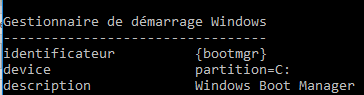 Gestionnaire de démarrage Windows
---------------------------------
identificateur          {bootmgr}
device                  partition=C:
description             Windows Boot Manager